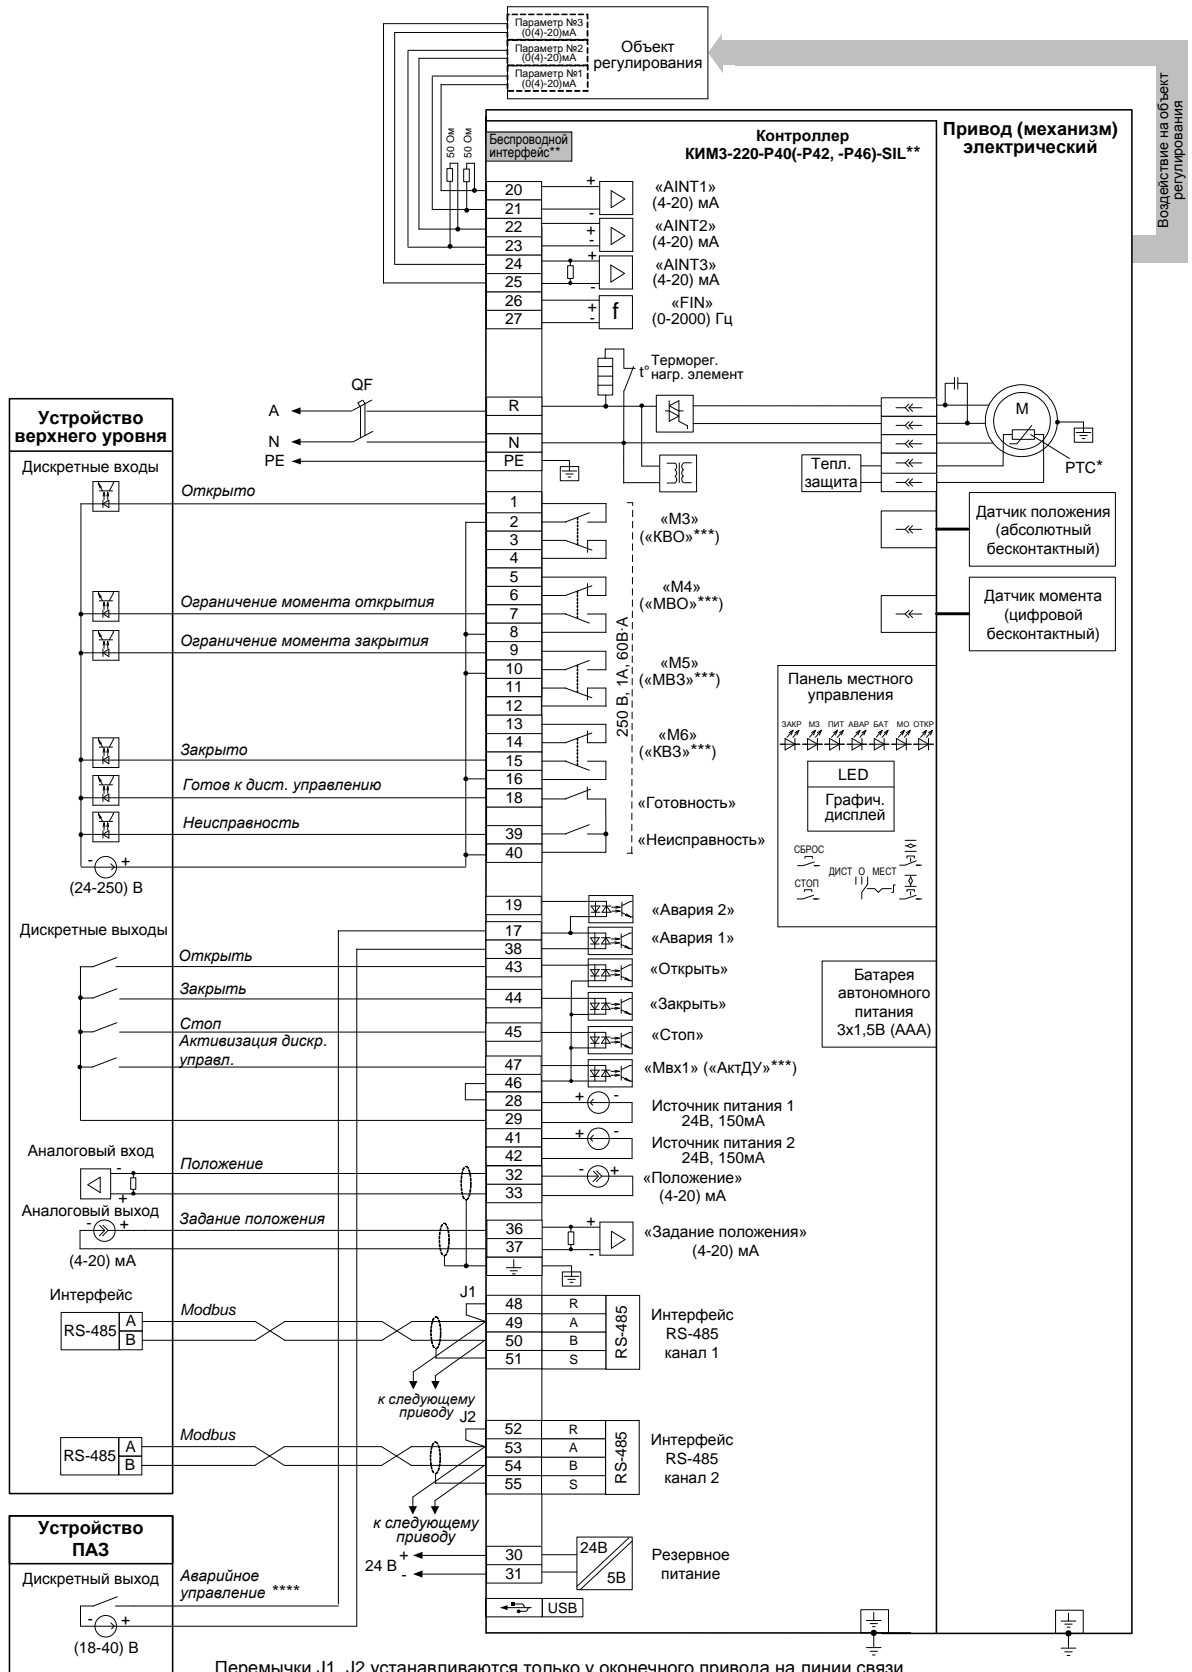 Параметр №3
(0(4)-20)мА
Параметр №2
(0(4)-20)мА
Параметр №1
(0(4)-20)мА
Объект
регулирования
Воздействие на объект
регулирования
50 Ом
50 Ом
Беспроводной
интерфейс**
Контроллер
КИМ3-220-Р40(-Р42, -Р46)-SIL**
Привод (механизм)
электрический
20
21
22
23
24
25
26
27
+
-
«AINT1»
(4-20) мА
+
-
«AINT2»
(4-20) мА
+
-
«AINT3»
(4-20) мА
+
-
f
«FIN»
(0-2000) Гц
t°
Терморег.
нагр. элемент
QF
A
N
PE
R
N
PE
M
PTC*
Тепл.
защита
Датчик положения
(абсолютный
бесконтактный)
Датчик момента
(цифровой
бесконтактный)
Устройство
верхнего уровня
Дискретные входы
Открыто
Ограничение момента открытия
Ограничение момента закрытия
Закрыто
Готов к дист. управлению
Неисправность
- +
(24-250) В
1
2
3
4
5
6
7
8
9
10
11
12
13
14
15
16
18
39
40
«М3»
(«КВО»***)
«М4»
(«МВО»***)
«М5»
(«МВЗ»***)
«М6»
(«КВЗ»***)
250 В, 1А, 60В·А
«Готовность»
«Неисправность»
Панель местного
управления
ЗАКР МЗ ПИТ АВАР БАТ МО ОТКР
LED
Графич.
дисплей
СБРОС
СТОП
ДИСТ О МЕСТ
Дискретные выходы
Открыть
Закрыть
Стоп
Активизация дискр.
управл.
19
17
38
43
44
45
47
46
28
29
41
42
32
33
36
37
«Авария 2»
«Авария 1»
«Открыть»
«Закрыть»
«Стоп»
«Мвх1» («АктДУ»***)
+ -
Источник питания 1
24В, 150мА
+ -
Источник питания 2
24В, 150мА
- +
«Положение»
(4-20) мА
+
-
«Задание положения»
(4-20) мА
Батарея
автономного
питания
3х1,5В (ААА)
Аналоговый вход
-
+
Положение
Аналоговый выход
- +
Задание положения
(4-20) мА
Интерфейс
RS-485
A
B
Modbus
J1
48 R
49 A
50 B
51 S
RS-485
Интерфейс
RS-485
канал 1
к следующему
приводу
J2
RS-485
A
B
Modbus
52 R
53 A
54 B
55 S
RS-485
Интерфейс
RS-485
канал 2
к следующему
приводу
24 В
+
-
30
31
24В
5В
Резервное
питание
USB
Устройство
ПАЗ
Дискретный выход
Аварийное
управление ****
- +
(18-40) В
Перемычки J1, J2 устанавливаются только у оконечного привода на линии связи